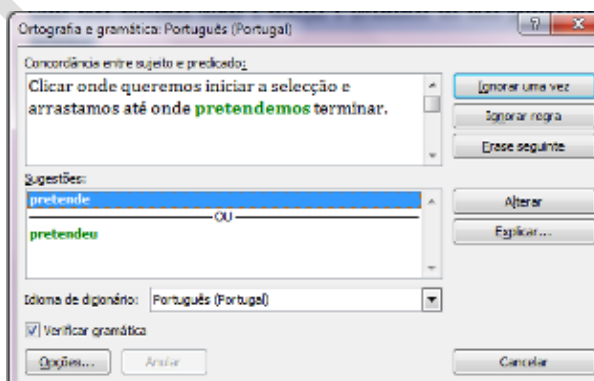 Ortografia e gramática: Português (Portugal)
Concordância entre sujeito e predicado:
Clicar onde queremos iniciar a selecção e
arrastamos até onde pretendemos terminar.
Ignorar uma vez
Ignorar regra
Frase seguinte
Sugestões:
pretende
OU
pretendeu
Alterar
Explicar...
Idioma de dicionário: Português (Portugal)
Verificar gramática
Opções...
Anular
Cancelar